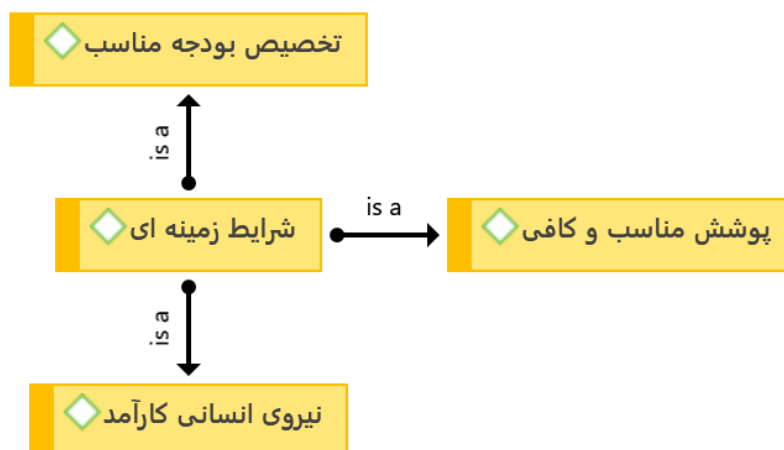 تخصیص بودجه مناسب
is a
شرایط زمینه ای
is a
پوشش مناسب و کافی
is a
نیروی انسانی کارآمد